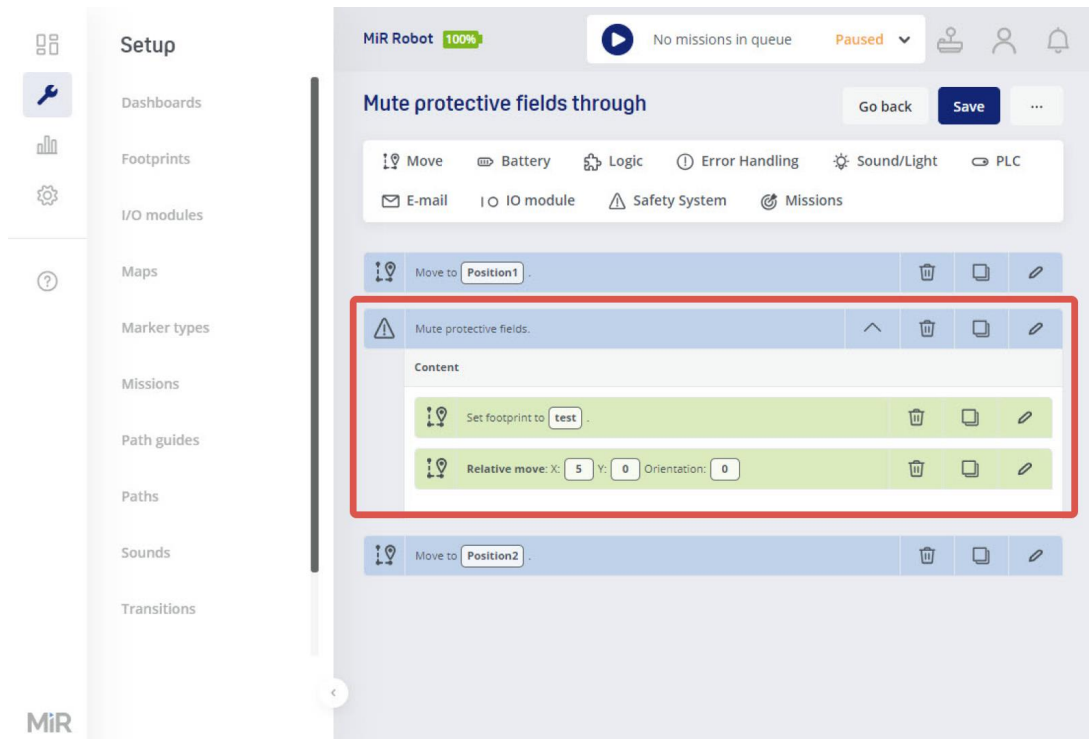 Setup
Dashboards
Footprints
I/O modules
Maps
Marker types
Missions
Path guides
Paths
Sounds
Transitions
MiR
MiR Robot 100%
No missions in queue Paused
Mute protective fields through
Go back Save ...
Move Battery Logic Error Handling Sound/Light PLC
E-mail IO module Safety System Missions
Move to Position1 .
Mute protective fields.
Content
Set footprint to test .
Relative move: X: 5 Y: 0 Orientation: 0
Move to Position2 .